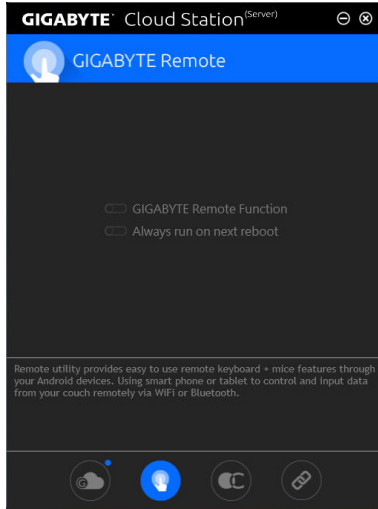 GIGABYTE™ Cloud Station(Server)
GIGABYTE Remote
GIGABYTE Remote Function
Always run on next reboot
Remote utility provides easy to use remote keyboard + mice features through
your Android devices. Using smart phone or tablet to control and input data
from your couch remotely via WiFi or Bluetooth.